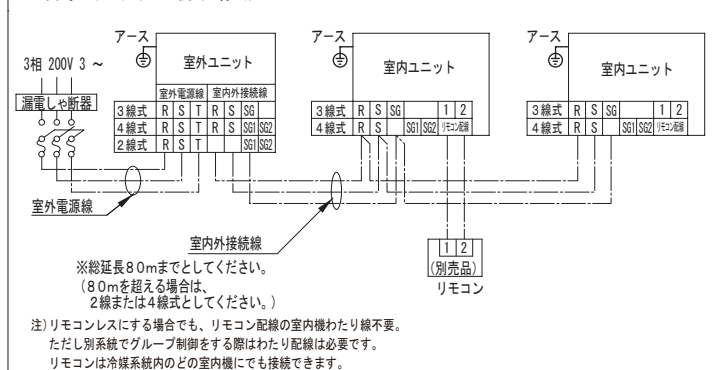 アース
アース
アース
3相 200V 3 ~
漏電しゃ断器
室外ユニット
室外電源線 室内外接続線
3線式 R S T R S SG
4線式 R S T R S SG1 SG2
2線式 R S T SG1 SG2
室内ユニット
3線式 R S SG 1 2
4線式 R S SG1 SG2 リモコン配線
室内ユニット
3線式 R S SG 1 2
4線式 R S SG1 SG2 リモコン配線
室外電源線
室内外接続線
※総延長80mまでとしてください。
(80mを超える場合は、
2線または4線式としてください。)
1 2
(別売品)
リモコン
注)リモコンレスにする場合でも、リモコン配線の室内機わたり線不要。
ただし別系統でグループ制御をする際はわたり配線は必要です。
リモコンは冷媒系統内のどの室内機にでも接続できます。